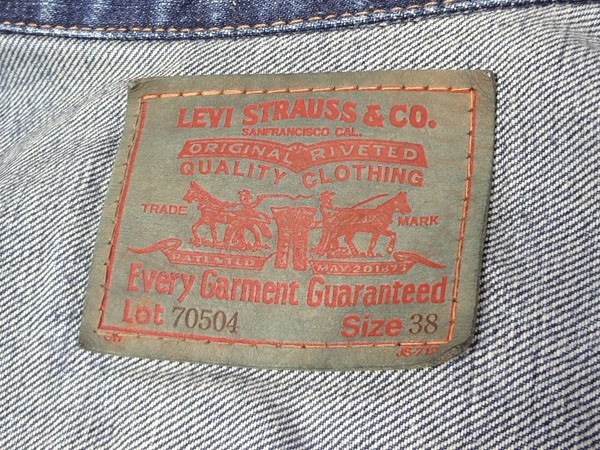 LEVI STRAUSS & CO.
SANFRANCISCO CAL.
ORIGINAL RIVETED
QUALITY CLOTHING
TRADE MARK
PATENTED MAY 20 1873
Every Garment Guaranteed
Lot 70504 Size 38